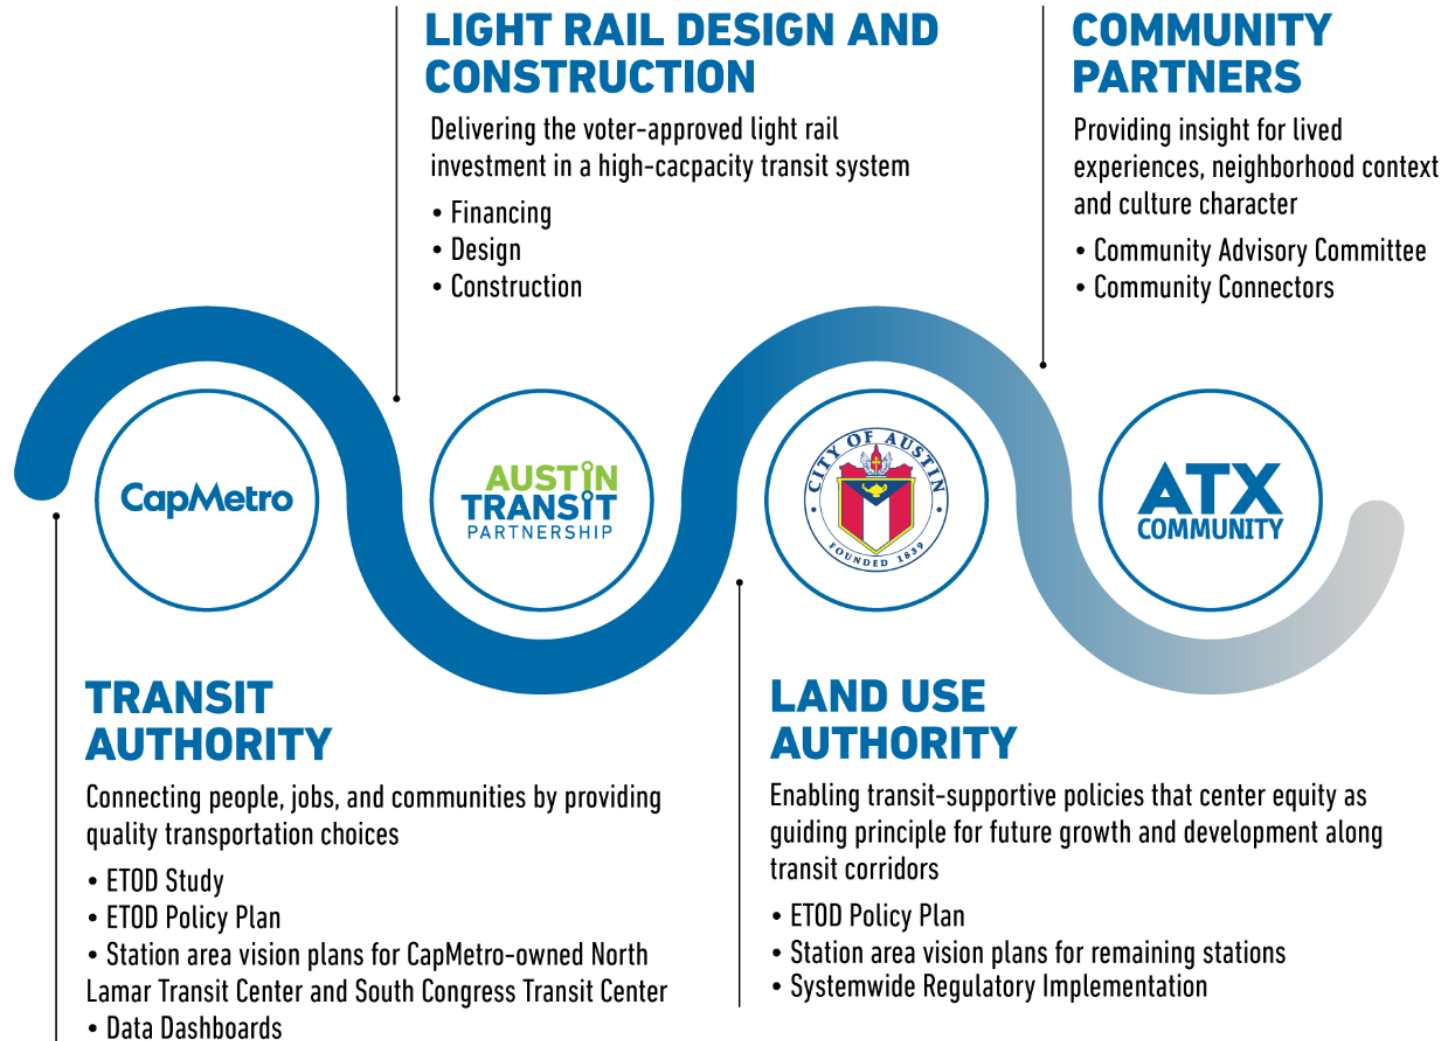 LIGHT RAIL DESIGN AND
CONSTRUCTION
Delivering the voter-approved light rail
investment in a high-cacpacity transit system
• Financing
• Design
• Construction
COMMUNITY
PARTNERS
Providing insight for lived
experiences, neighborhood context
and culture character
• Community Advisory Committee
• Community Connectors
CapMetro
AUSTIN
TRANSIT
PARTNERSHIP
CITY OF AUSTIN
FOUNDED 1839
ATX
COMMUNITY
TRANSIT
AUTHORITY
Connecting people, jobs, and communities by providing
quality transportation choices
• ETOD Study
• ETOD Policy Plan
• Station area vision plans for CapMetro-owned North
Lamar Transit Center and South Congress Transit Center
• Data Dashboards
LAND USE
AUTHORITY
Enabling transit-supportive policies that center equity as
guiding principle for future growth and development along
transit corridors
• ETOD Policy Plan
• Station area vision plans for remaining stations
• Systemwide Regulatory Implementation